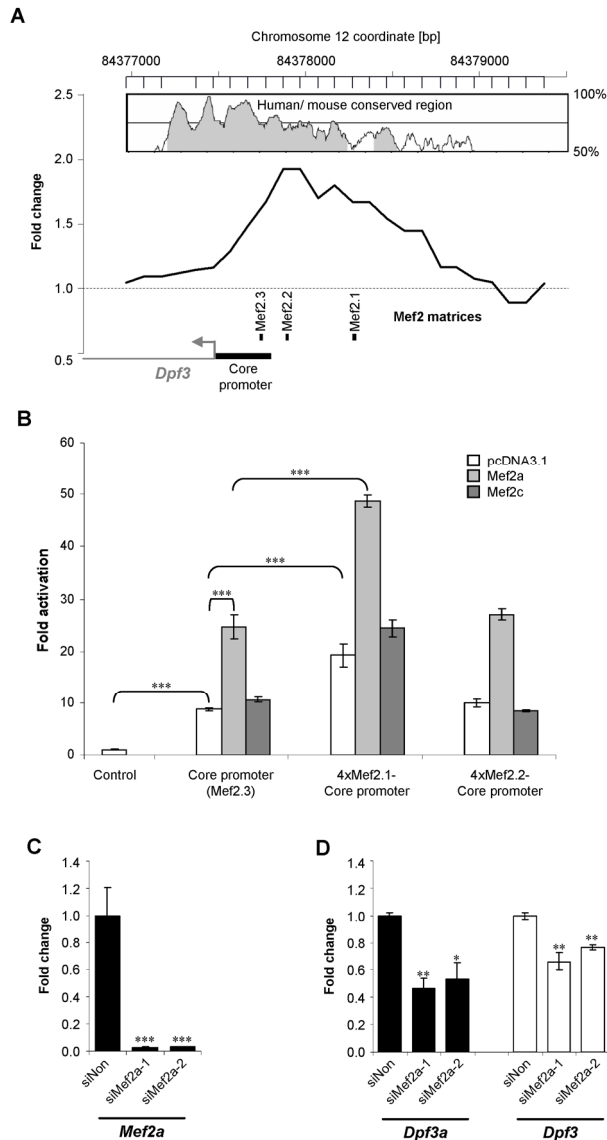 A
Chromosome 12 coordinate [bp]
84377000 84378000 84379000
2.5
2.0
1.5
1.0
0.5
Fold change
Human/ mouse conserved region
100%
50%
Mef2.3
Mef2.2
Mef2.1
Mef2 matrices
Dpf3
Core
promoter
B
60
50
40
30
20
10
0
Fold activation
pcDNA3.1
Mef2a
Mef2c
***
***
***
***
Control
Core promoter
(Mef2.3)
4xMef2.1-
Core promoter
4xMef2.2-
Core promoter
C
1.4
1.2
1.0
0.8
0.6
0.4
0.2
0.0
Fold change
*** ***
siNon
siMef2a-1
siMef2a-2
Mef2a
D
1.4
1.2
1.0
0.8
0.6
0.4
0.2
0.0
Fold change
** *
** **
siNon
siMef2a-1
siMef2a-2
siNon
siMef2a-1
siMef2a-2
Dpf3a
Dpf3